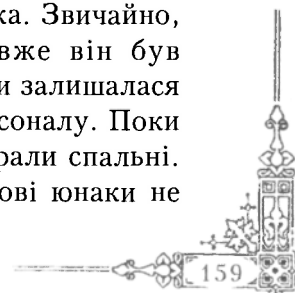 ка. Звичайно,
вже він був
и залишалася
соналу. Поки
рали спальні.
ові юнаки не
159